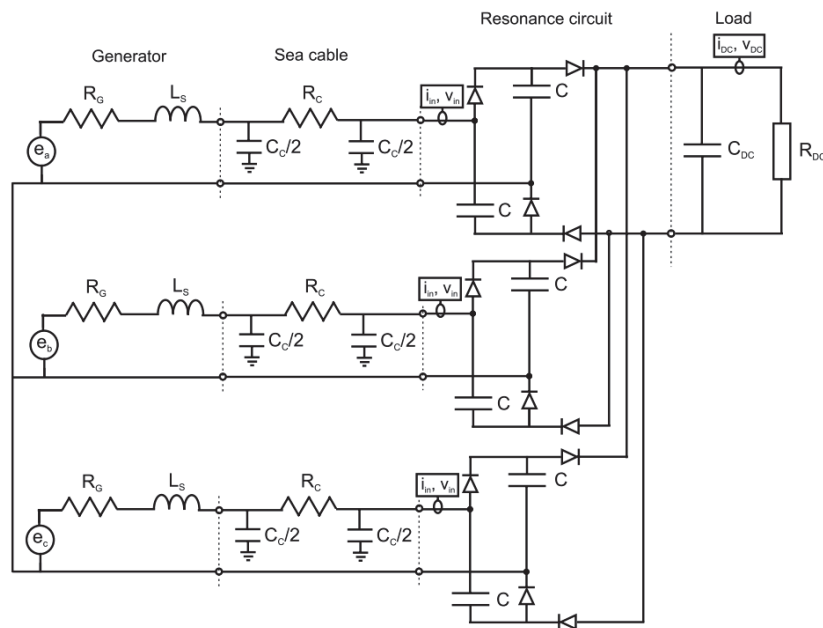 Resonance circuit
Load
Generator
Sea cable
i_DC, v_DC
R_G
L_S
R_C
i_in, v_in
C
e_a
C_C/2
C_C/2
C_DC
R_DC
C
R_G
L_S
R_C
i_in, v_in
C
e_b
C_C/2
C_C/2
C
R_G
L_S
R_C
i_in, v_in
C
e_c
C_C/2
C_C/2
C